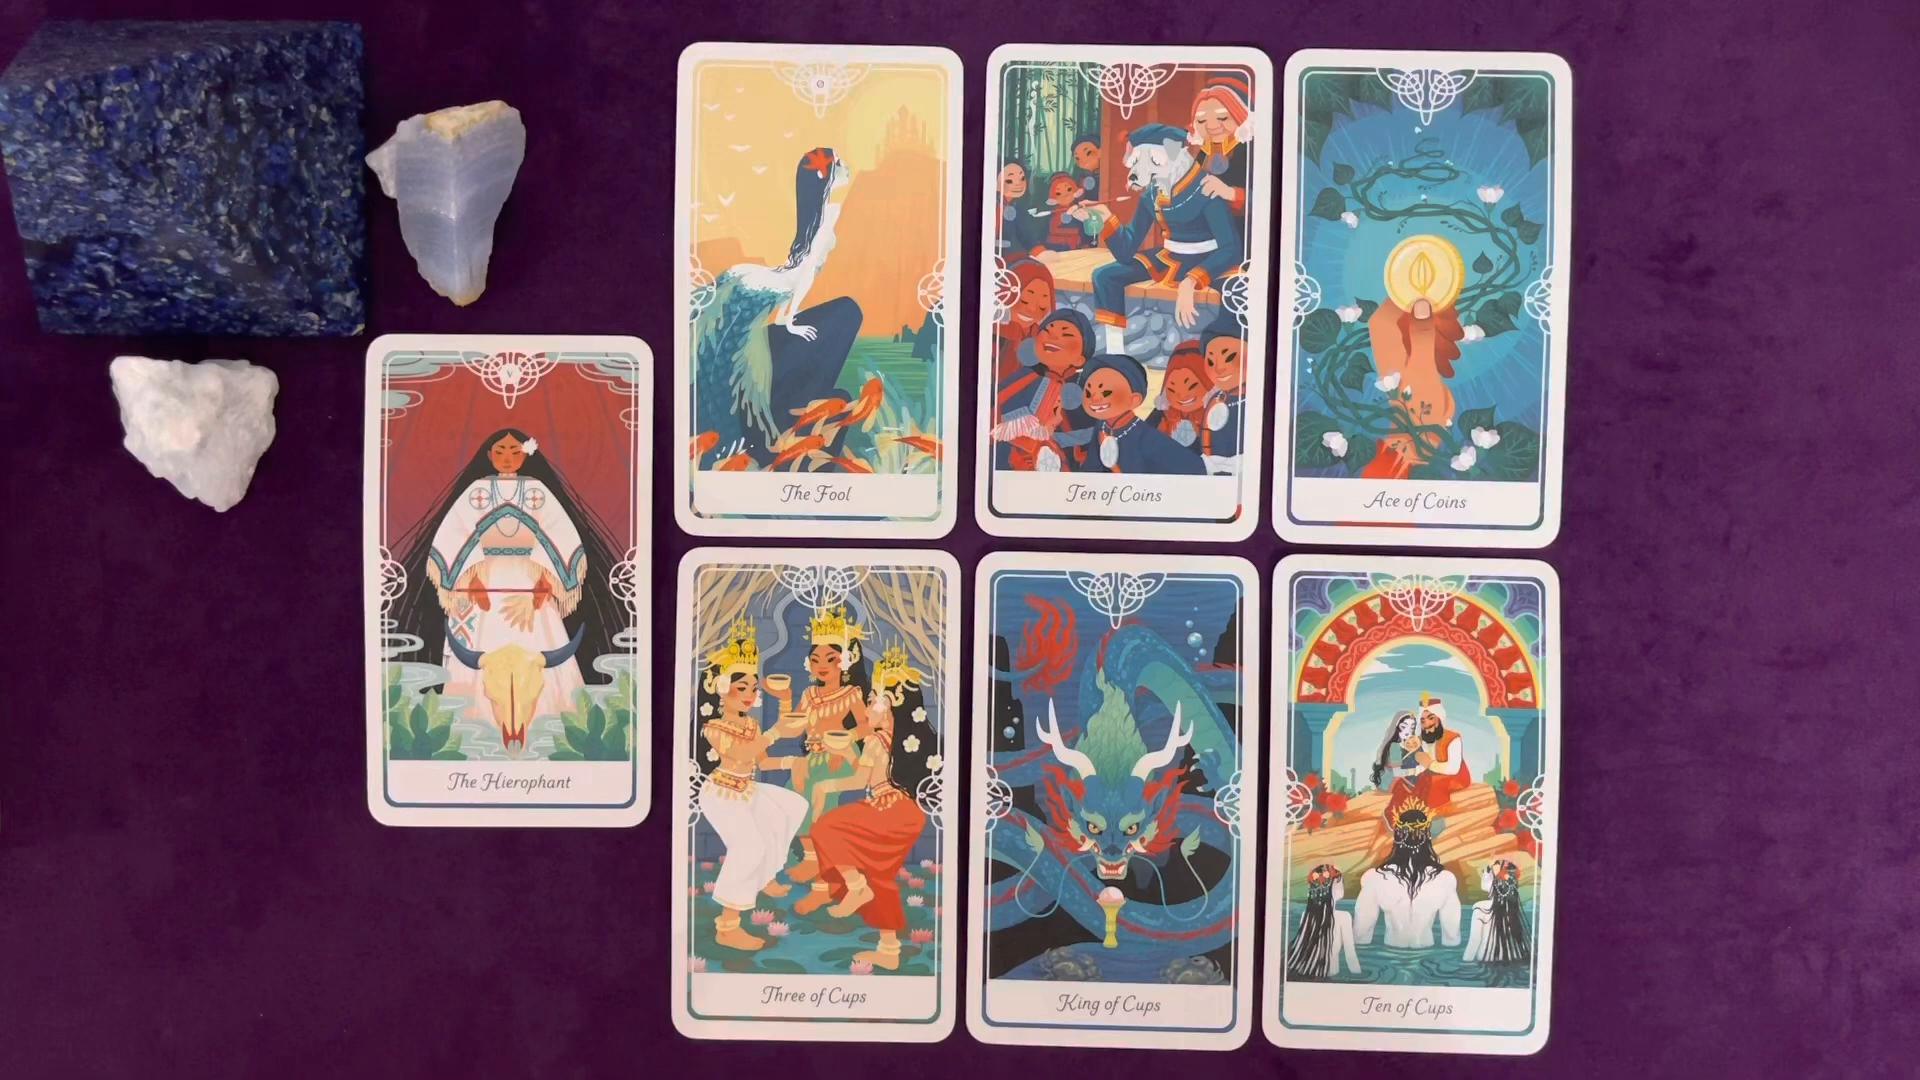 0
The Fool
Ten of Coins
Ace of Coins
V
The Hierophant
Three of Cups
King of Cups
Ten of Cups